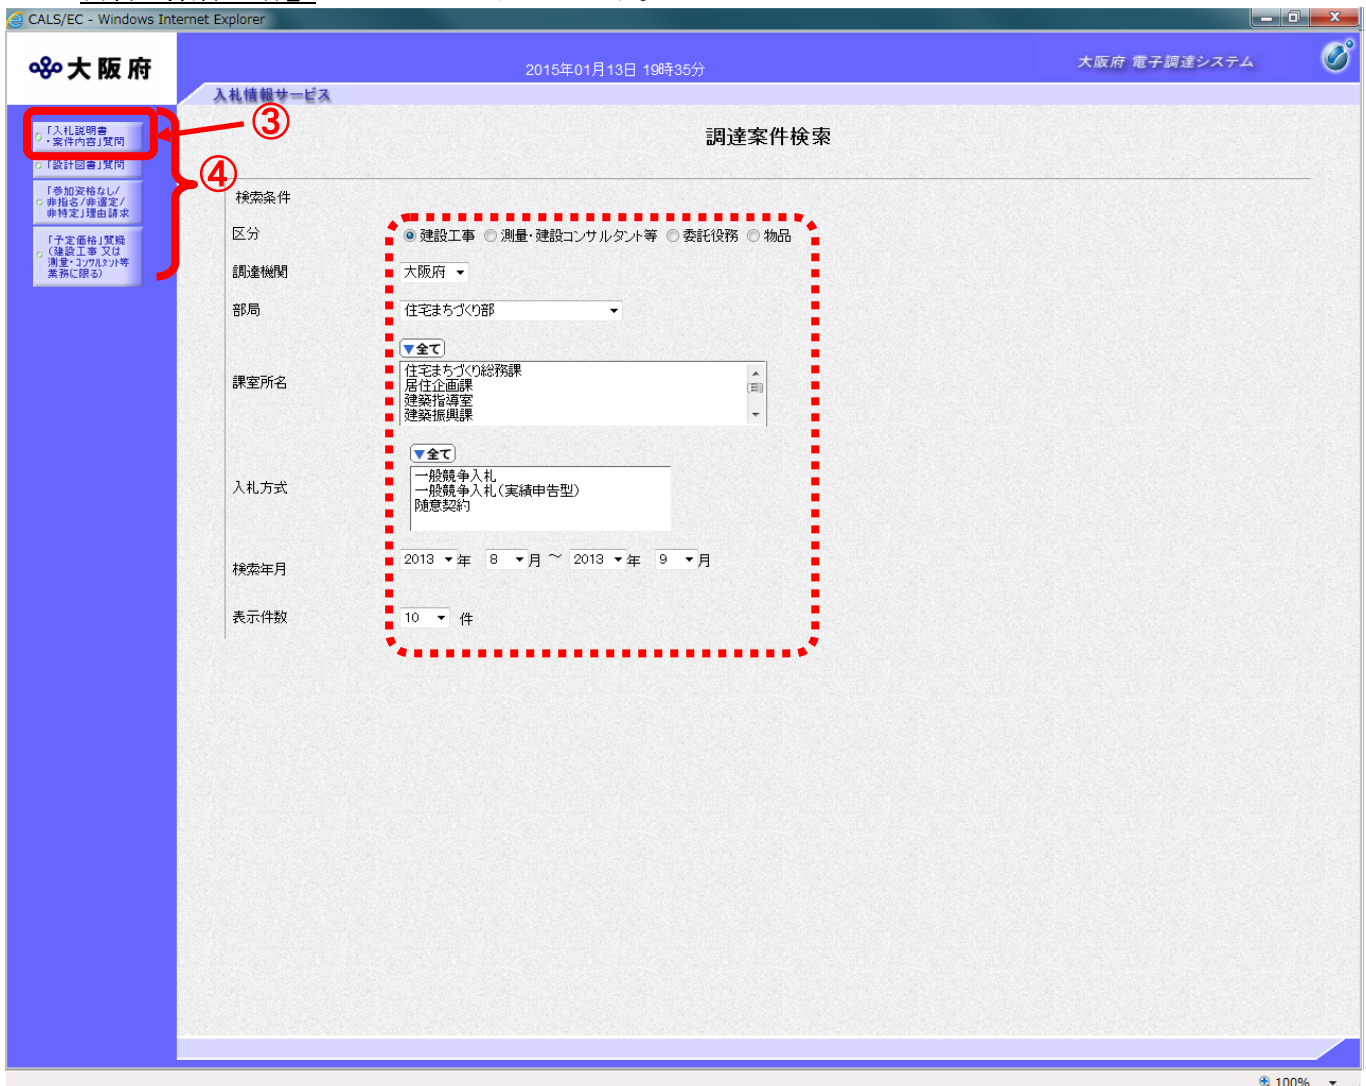 CALS/EC - Windows Internet Explorer
大阪府
2015年01月13日 19時35分
大阪府 電子調達システム
入札情報サービス
「入札説明書
・案件内容」質問
③
「設計図書」質問
④
「参加資格なし/
非指名/非選定/
非特定」理由請求
「予定価格」質疑
(建設工事 又は
測量・コンサルタント等
業務に限る)
調達案件検索
検索条件
区分
建設工事 測量・建設コンサルタント等 委託役務 物品
調達機関
大阪府
部局
住宅まちづくり部
▼全て
課室所名
住宅まちづくり総務課
居住企画課
建築指導室
建築振興課
▼全て
入札方式
一般競争入札
一般競争入札(実績申告型)
随意契約
検索年月
2013 年 8 月 ～ 2013 年 9 月
表示件数
10 件
100%